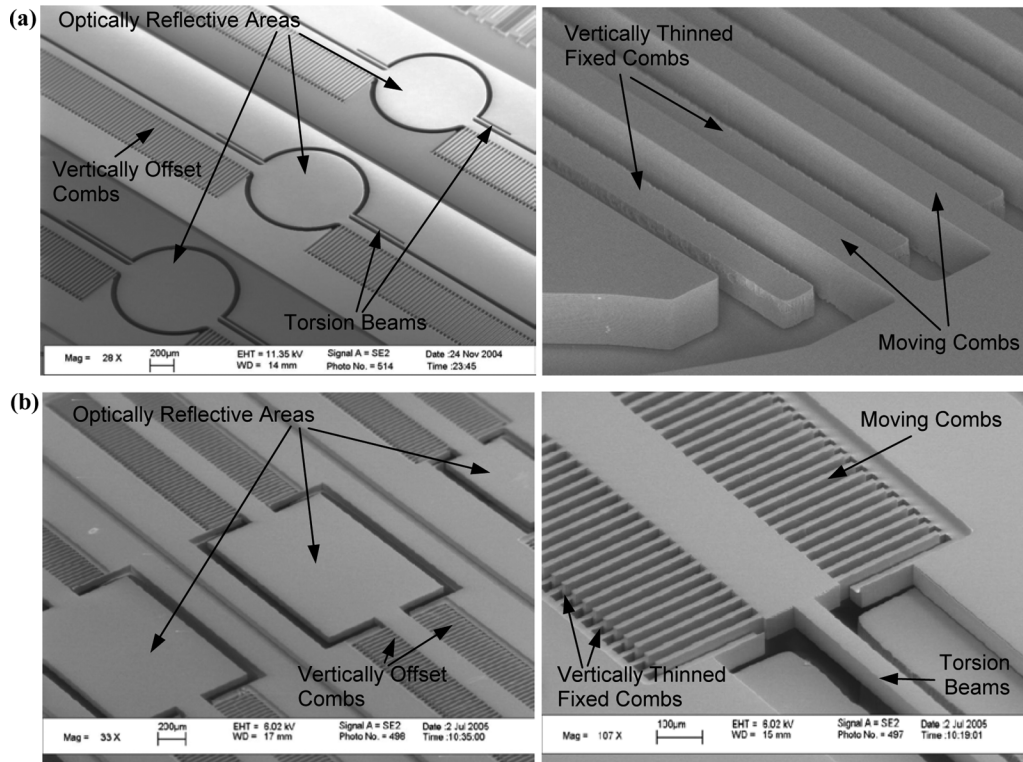 (a)
Optically Reflective Areas
Vertically Offset
Combs
Torsion Beams
Mag = 28 X
200µm
EHT = 11.35 kV
WD = 14 mm
Signal A = SE2
Photo No. = 514
Date :24 Nov 2004
Time :23:45
Vertically Thinned
Fixed Combs
Moving Combs
(b)
Optically Reflective Areas
Vertically Offset
Combs
Mag = 33 X
200µm
EHT = 6.02 kV
WD = 17 mm
Signal A = SE2
Photo No. = 496
Date :2 Jul 2005
Time :10:35:00
Moving Combs
Vertically Thinned
Fixed Combs
Torsion
Beams
Mag = 107 X
100µm
EHT = 6.02 kV
WD = 15 mm
Signal A = SE2
Photo No. = 497
Date :2 Jul 2005
Time :10:19:01